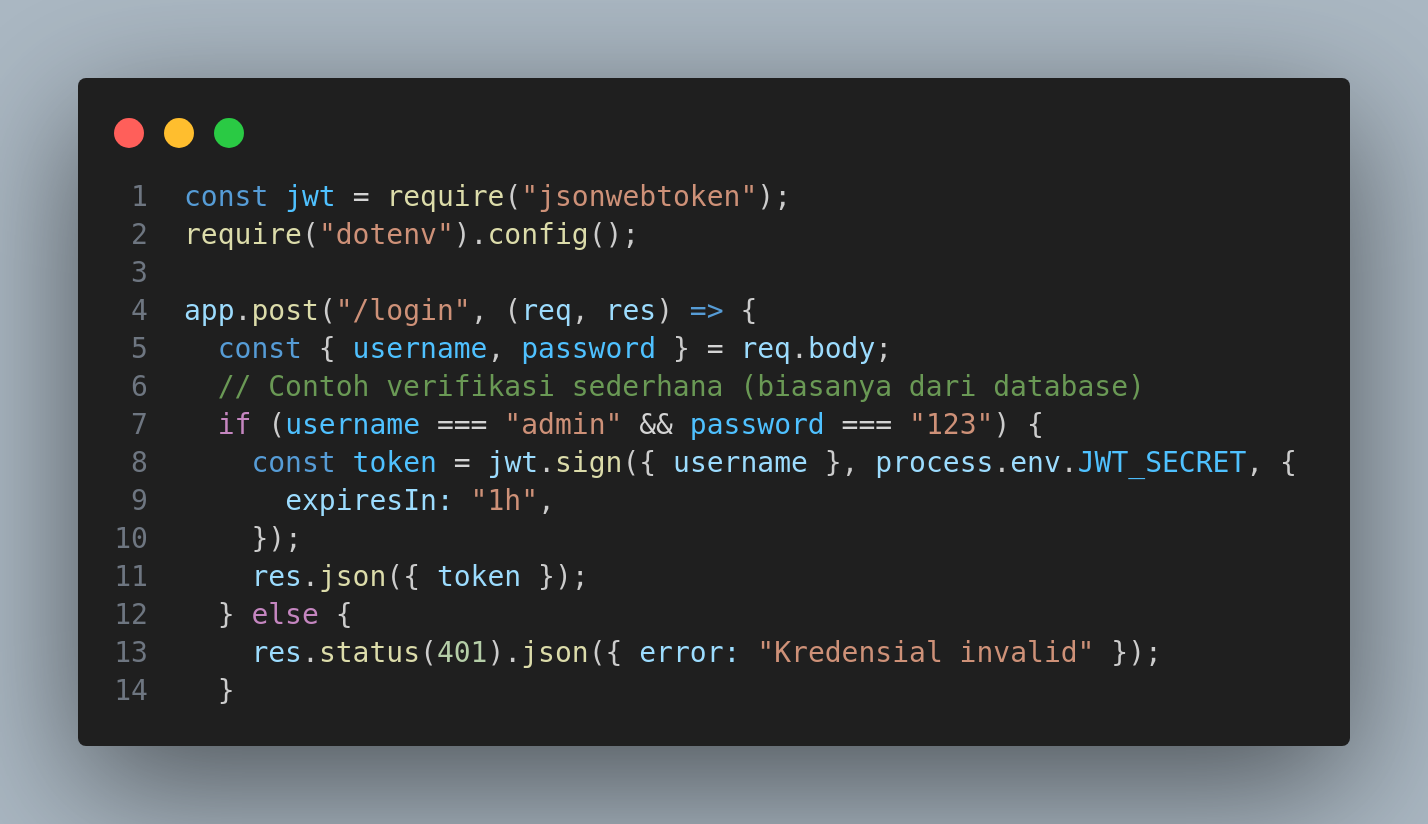 1 const jwt = require("jsonwebtoken");
2 require("dotenv").config();
3
4 app.post("/login", (req, res) => {
5   const { username, password } = req.body;
6   // Contoh verifikasi sederhana (biasanya dari database)
7   if (username === "admin" && password === "123") {
8     const token = jwt.sign({ username }, process.env.JWT_SECRET, {
9       expiresIn: "1h",
10     });
11     res.json({ token });
12   } else {
13     res.status(401).json({ error: "Kredensial invalid" });
14   }